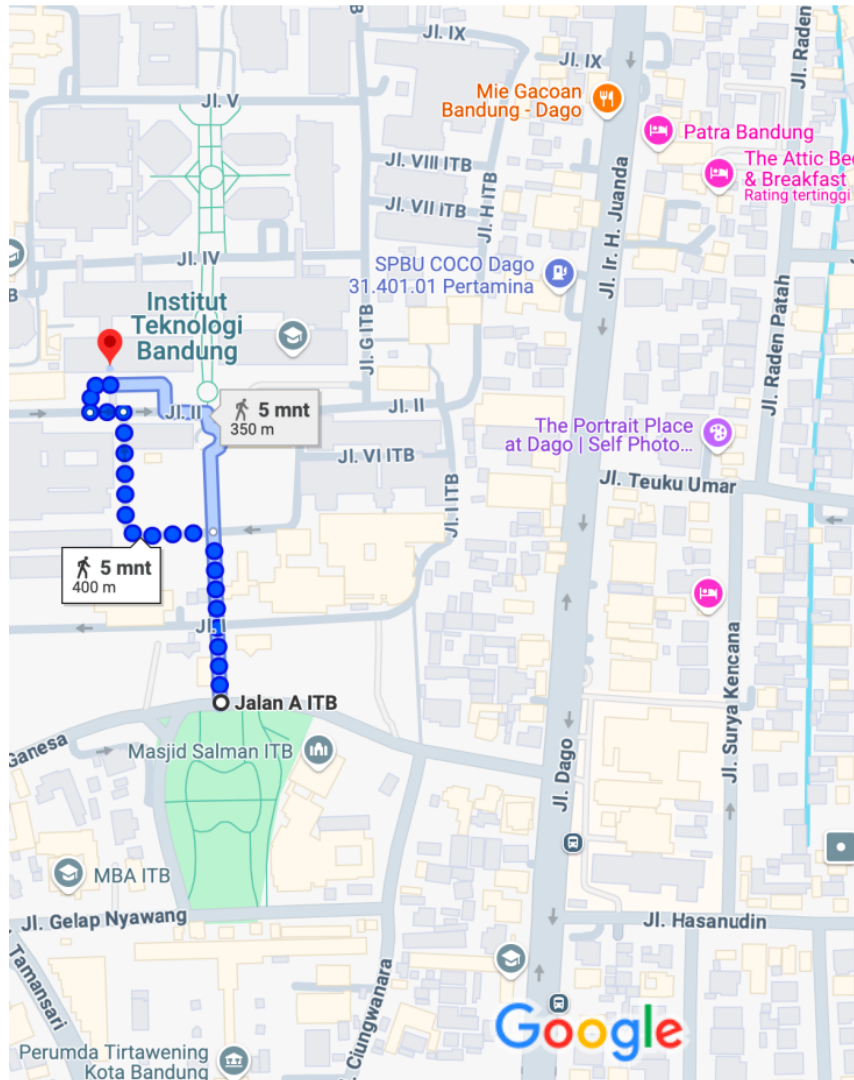 Jl. IX
Jl. IX
Jl. Raden
Mie Gacoan
Bandung - Dago
Jl. V
Patra Bandung
The Attic Bed
& Breakfast
Rating tertinggi
Jl. VIII ITB
Jl. VII ITB
Jl. H ITB
Jl. Ir. H. Juanda
Jl. IV
SPBU COCO Dago
31.401.01 Pertamina
Institut
Teknologi
Bandung
Jl. G ITB
Jl. Raden Patah
5 mnt
350 m
Jl. II
Jl. II
The Portrait Place
at Dago | Self Photo...
Jl. VI ITB
Jl. Teuku Umar
Jl. I ITB
5 mnt
400 m
Jl. I
Jalan A ITB
Jl. Surya Kencana
Ganesa
Masjid Salman ITB
Jl. Dago
MBA ITB
Jl. Gelap Nyawang
Jl. Hasanudin
Tamansari
Ciungwanara
Google
Perumda Tirtawening
Kota Bandung